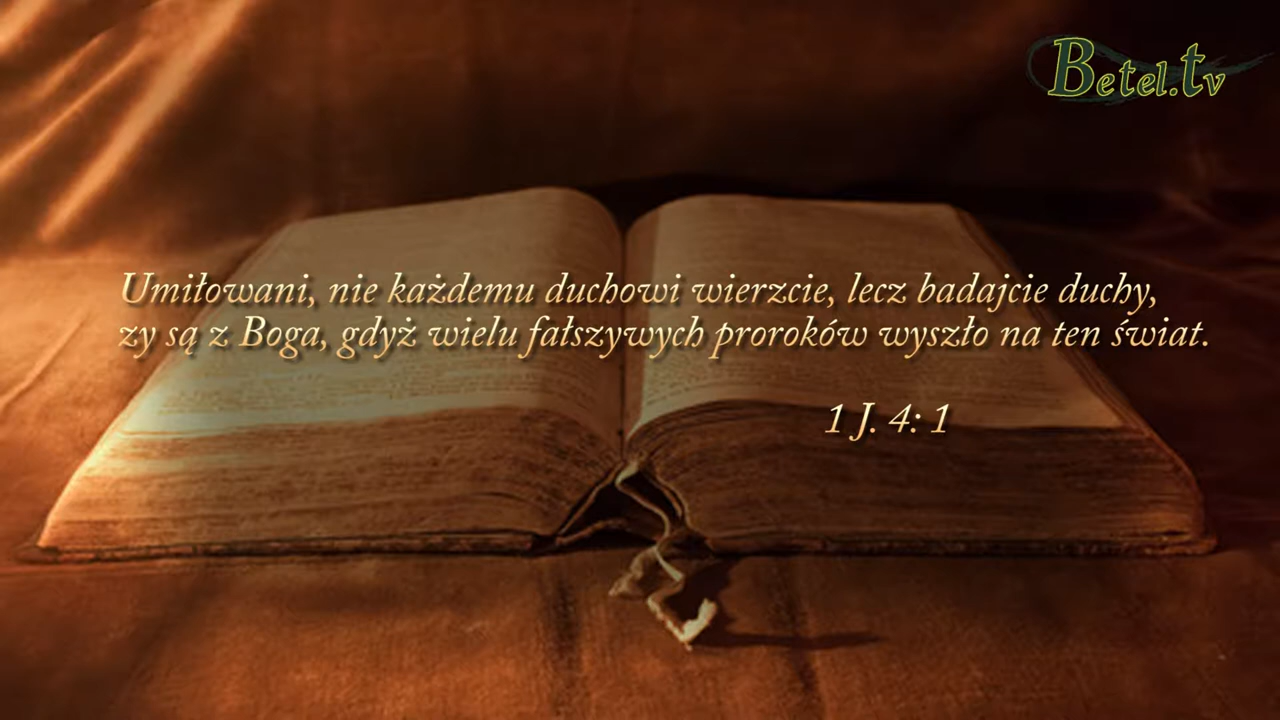 Betel.tv
Umiłowani, nie każdemu duchowi wierzcie, lecz badajcie duchy,
zy są z Boga, gdyż wielu fałszywych proroków wyszło na ten świat.
1 J. 4: 1